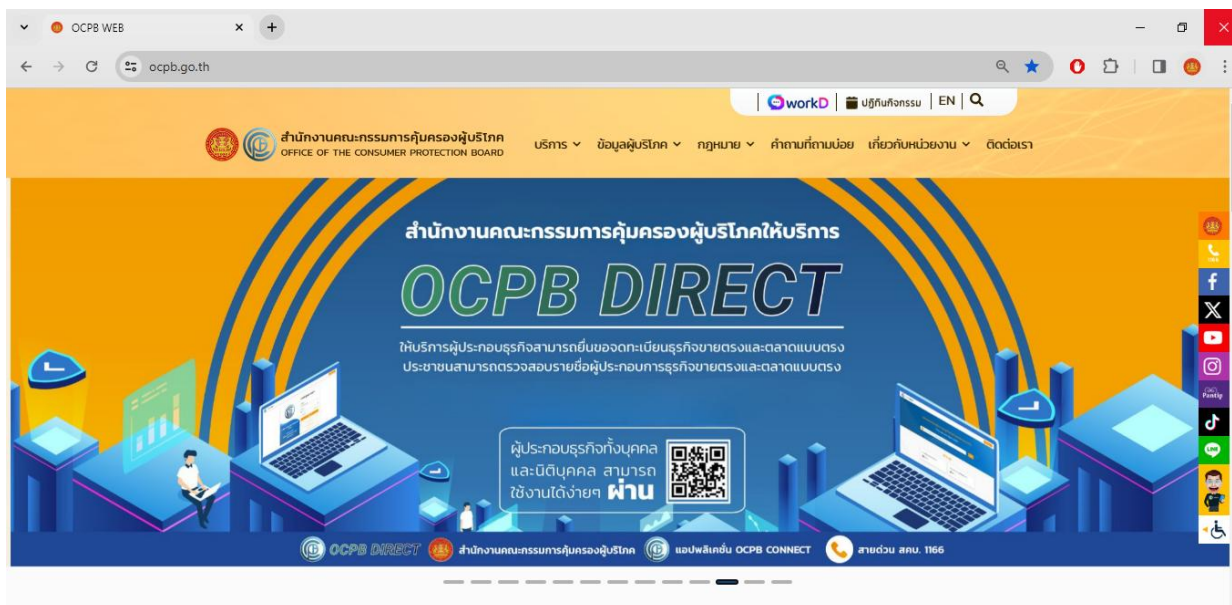 OCPB WEB
ocpb.go.th
workD ปฏิทินกิจกรรม EN
สำนักงานคณะกรรมการคุ้มครองผู้บริโภค
OFFICE OF THE CONSUMER PROTECTION BOARD
บริการ ข้อมูลผู้บริโภค กฎหมาย คำถามที่ถามบ่อย เกี่ยวกับหน่วยงาน ติดต่อเรา
สำนักงานคณะกรรมการคุ้มครองผู้บริโภคให้บริการ
OCPB DIRECT
ให้บริการผู้ประกอบธุรกิจสามารถยื่นขอจดทะเบียนธุรกิจขายตรงและตลาดแบบตรง
ประชาชนสามารถตรวจสอบรายชื่อผู้ประกอบการธุรกิจขายตรงและตลาดแบบตรง
ผู้ประกอบธุรกิจทั้งบุคคล
และนิติบุคคล สามารถ
ใช้งานได้ง่ายๆ ผ่าน
OCPB DIRECT สำนักงานคณะกรรมการคุ้มครองผู้บริโภค แอปพลิเคชั่น OCPB CONNECT สายด่วน สคบ. 1166
1166
Pantip
LINE